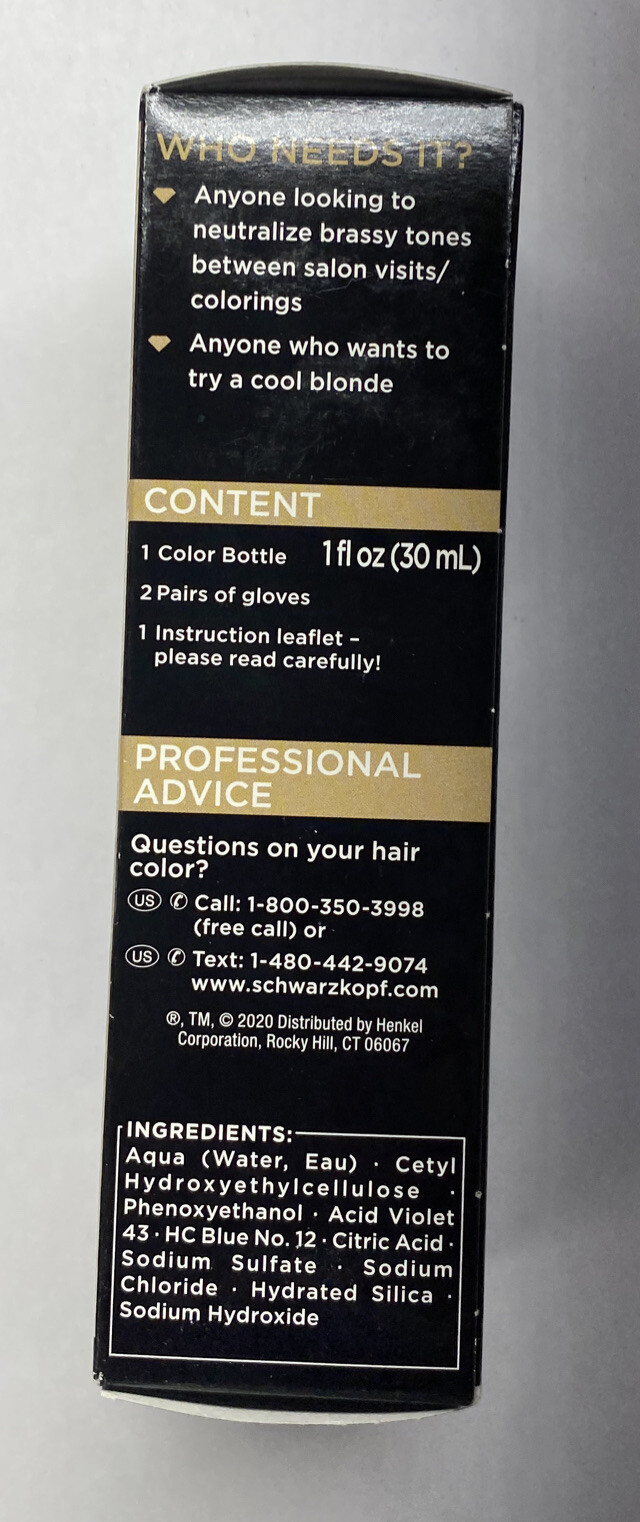 WHO NEEDS IT?
Anyone looking to
neutralize brassy tones
between salon visits/
colorings
Anyone who wants to
try a cool blonde
CONTENT
1 Color Bottle 1 fl oz (30 mL)
2 Pairs of gloves
1 Instruction leaflet –
please read carefully!
PROFESSIONAL
ADVICE
Questions on your hair
color?
US ✆ Call: 1-800-350-3998
(free call) or
US ✆ Text: 1-480-442-9074
www.schwarzkopf.com
®, TM, © 2020 Distributed by Henkel
Corporation, Rocky Hill, CT 06067
INGREDIENTS:
Aqua (Water, Eau) · Cetyl
Hydroxyethylcellulose ·
Phenoxyethanol · Acid Violet
43 · HC Blue No. 12 · Citric Acid ·
Sodium Sulfate · Sodium
Chloride · Hydrated Silica ·
Sodium Hydroxide